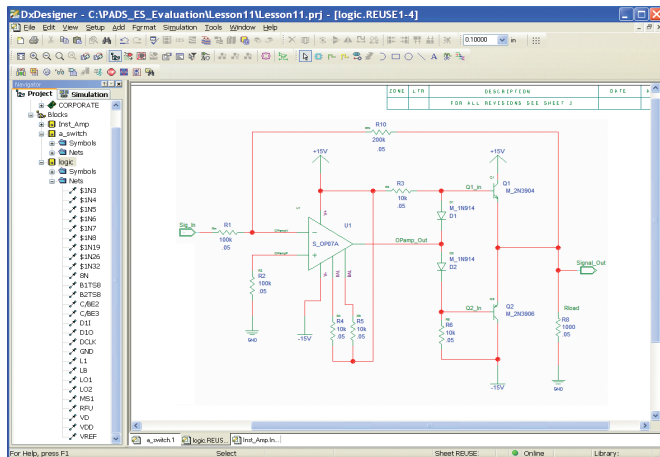 DxDesigner - C:\PADS_ES_Evaluation\Lesson11\Lesson11.prj - [logic.REUSE1-4]
File Edit View Setup Add Format Simulation Tools Window Help
0.10000 in
Navigator
Project Simulation
CORPORATE
Blocks
Inst_Amp
a_switch
Symbols
Nets
logic
Symbols
Nets
$1N3
$1N4
$1N5
$1N6
$1N7
$1N8
$1N19
$1N26
$1N32
8N
B1TS8
B2TS8
C/BE2
C/BE3
D1I
D1O
DCLK
GND
L1
LB
LO1
LO2
MS1
RFU
VD
VDD
VREF
ZONE LTR DESCRIPTION DATE
FOR ALL REVISIONS SEE SHEET 2
R10
200k
.05
+15V
+15V
R3
10k
.05
Q1_in
Q1
M_2N3904
M_1N914
D1
Sig_In
R1
100k
.05
U1
S_OP07A
OPamp_Out
M_1N914
D2
Signal_Out
R2
100k
.05
Q2_in
Q2
M_2N3906
Rload
R8
1000
.05
R4
10k
.05
R5
10k
.05
R6
10k
.05
GND
-15V
-15V
GND
a_switch.1 logic.REUS... Inst_Amp.In...
For Help, press F1 Select Sheet REUSE: Online Library: